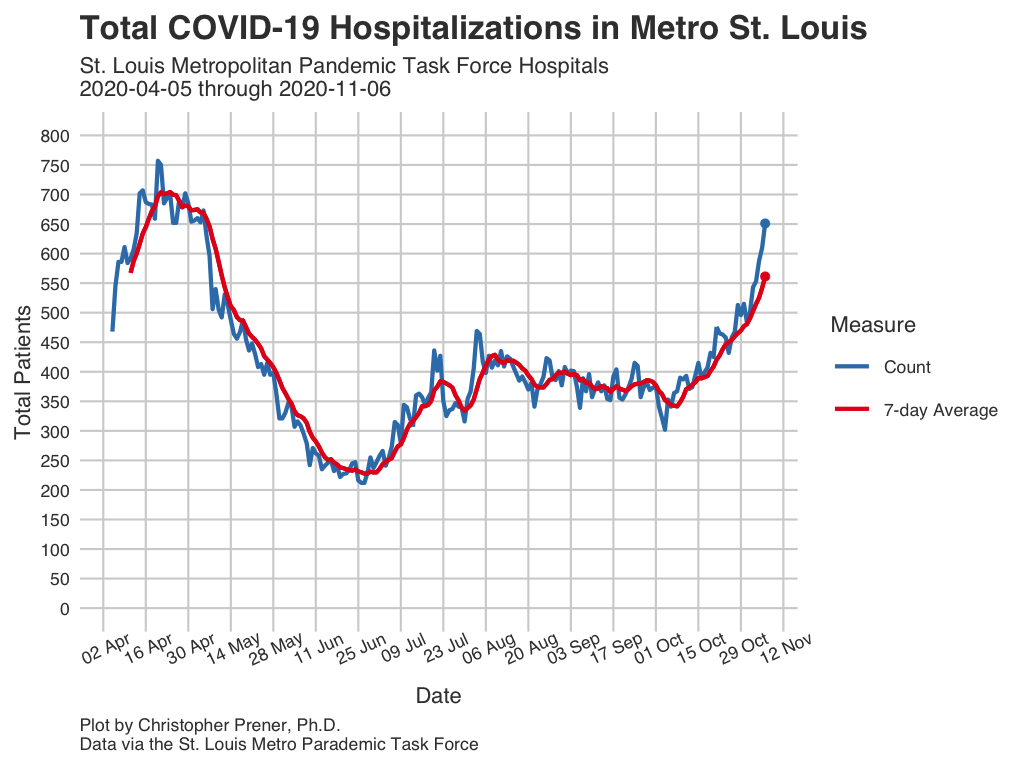 Total COVID-19 Hospitalizations in Metro St. Louis
St. Louis Metropolitan Pandemic Task Force Hospitals
2020-04-05 through 2020-11-06
800
750
700
650
600
550
500
450
400
350
300
250
200
150
100
50
0
Total Patients
02 Apr
16 Apr
30 Apr
14 May
28 May
11 Jun
25 Jun
09 Jul
23 Jul
06 Aug
20 Aug
03 Sep
17 Sep
01 Oct
15 Oct
29 Oct
12 Nov
Date
Measure
Count
7-day Average
Plot by Christopher Prener, Ph.D.
Data via the St. Louis Metro Parademic Task Force